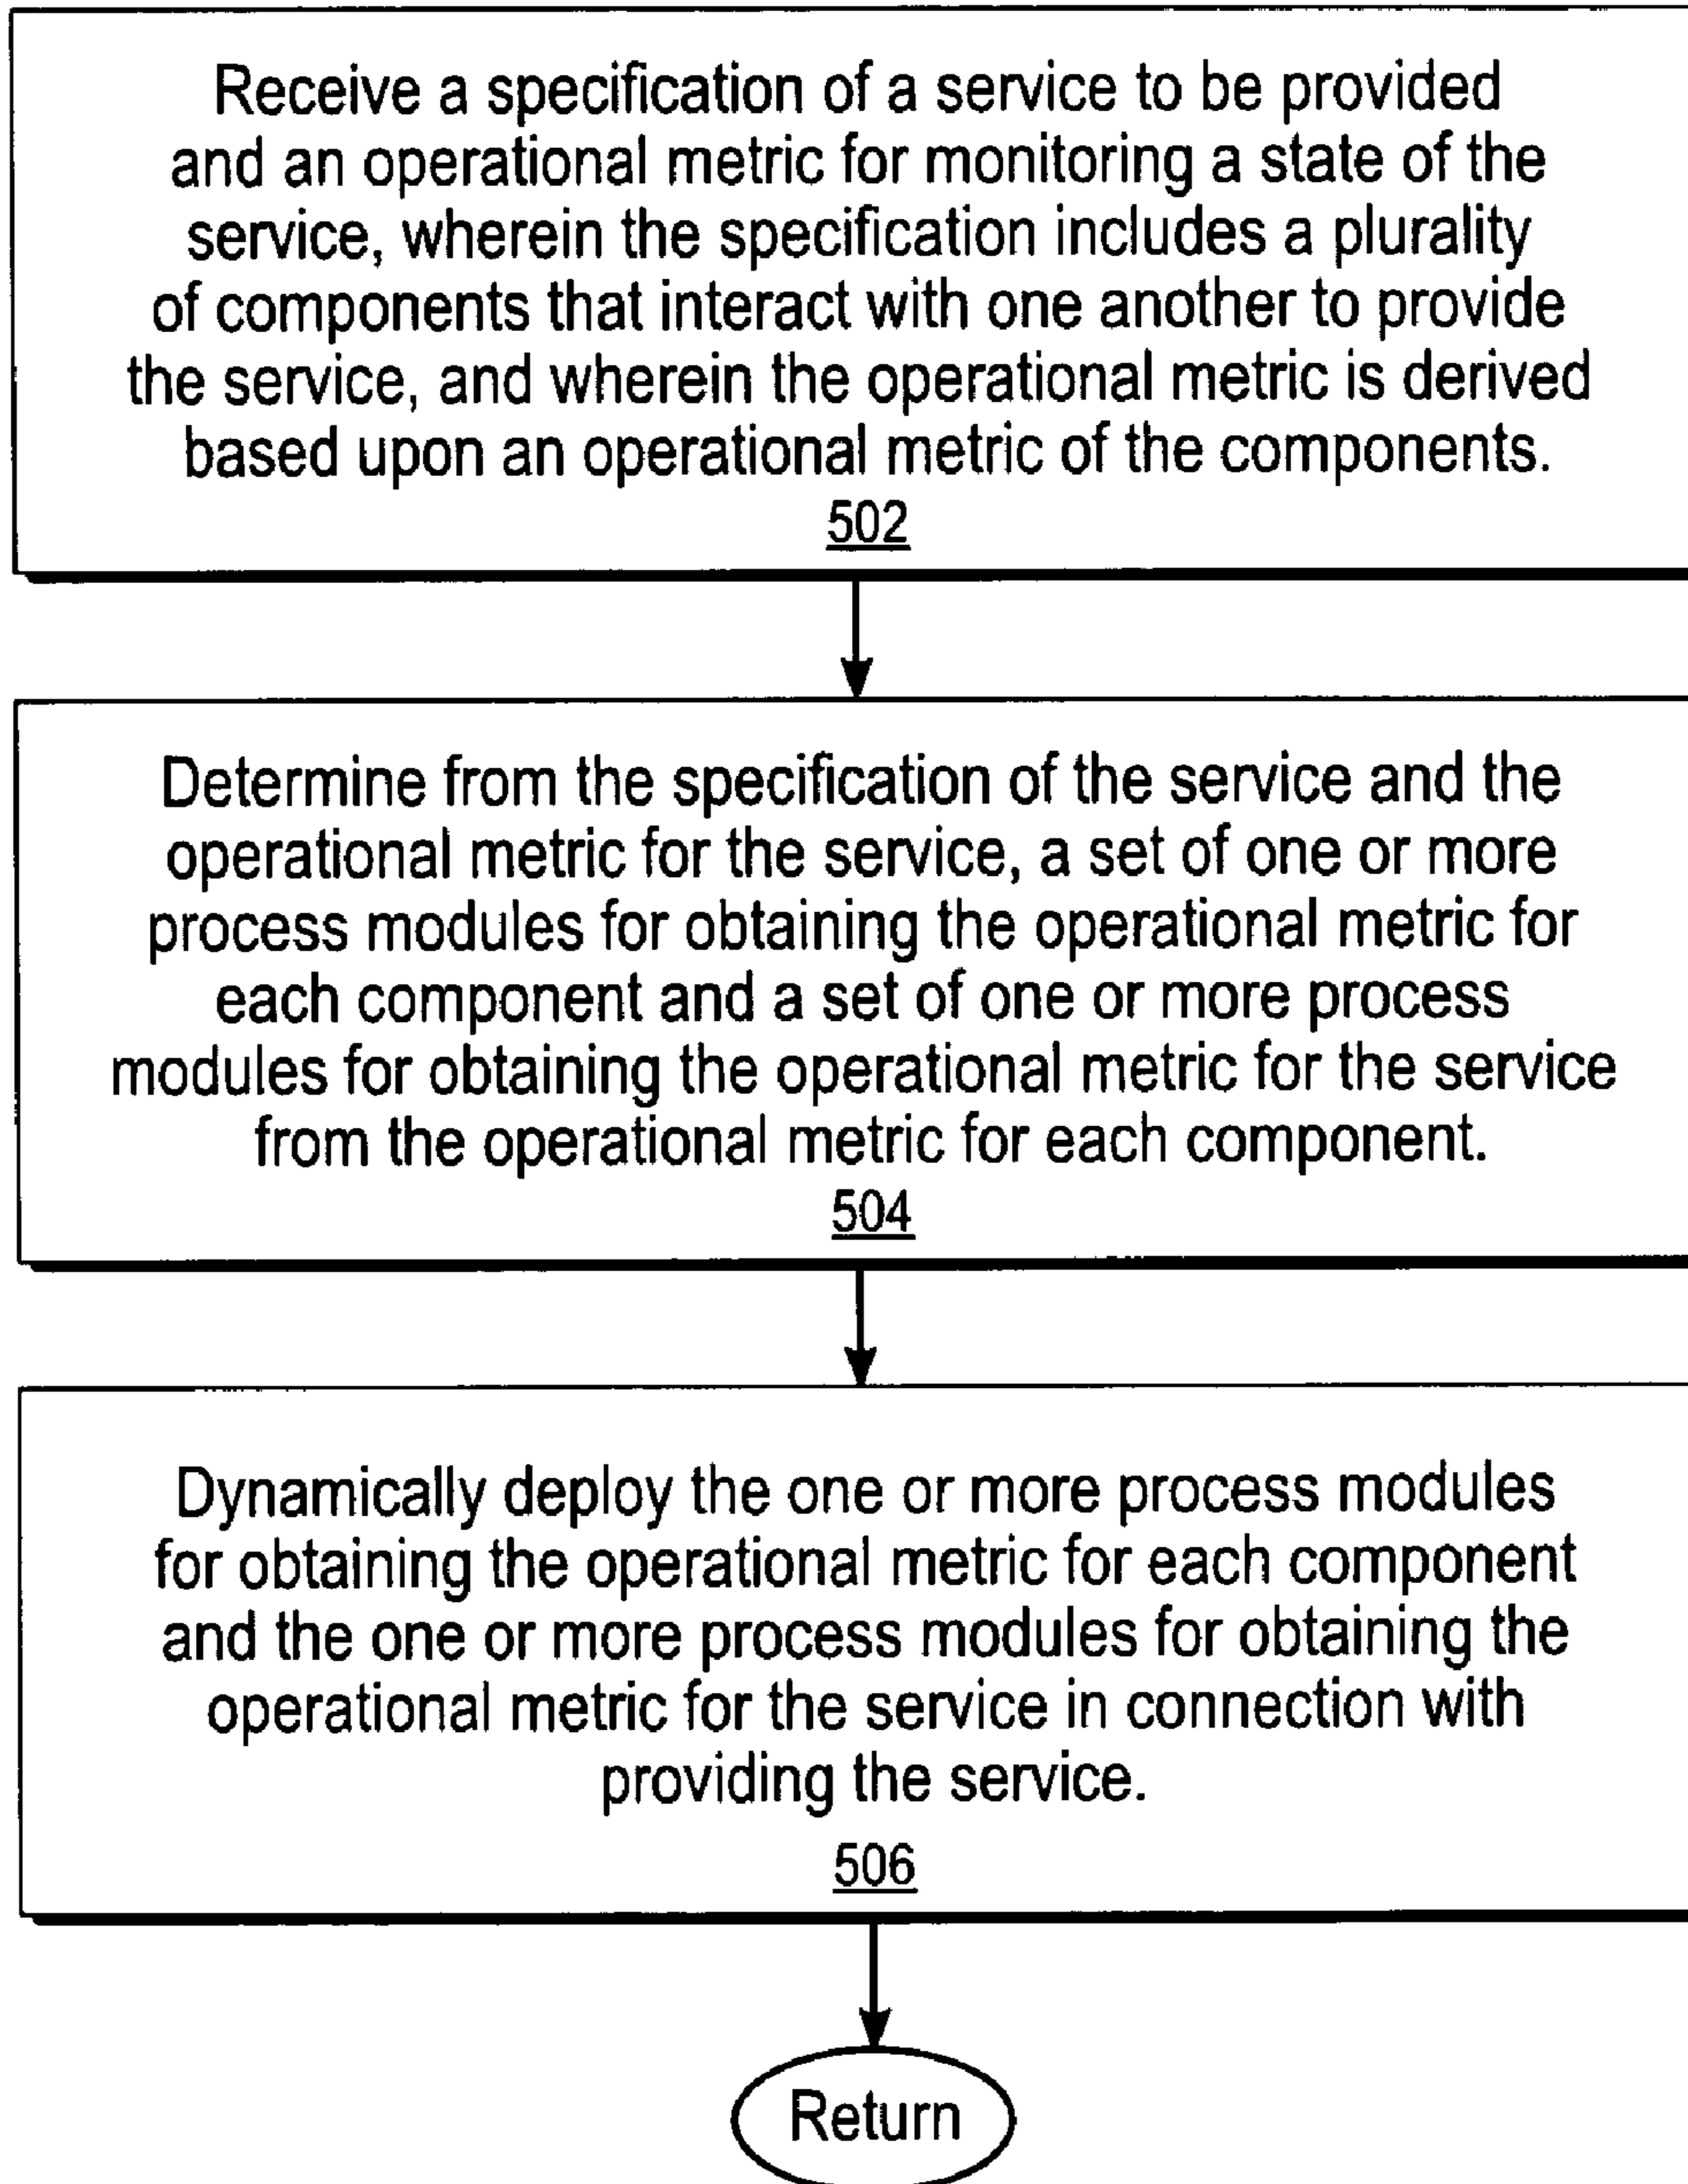 Receive a specification of a service to be provided
and an operational metric for monitoring a state of the
service, wherein the specification includes a plurality
of components that interact with one another to provide
the service, and wherein the operational metric is derived
based upon an operational metric of the components.
502
Determine from the specification of the service and the
operational metric for the service, a set of one or more
process modules for obtaining the operational metric for
each component and a set of one or more process
modules for obtaining the operational metric for the service
from the operational metric for each component.
504
Dynamically deploy the one or more process modules
for obtaining the operational metric for each component
and the one or more process modules for obtaining the
operational metric for the service in connection with
providing the service.
506
Return